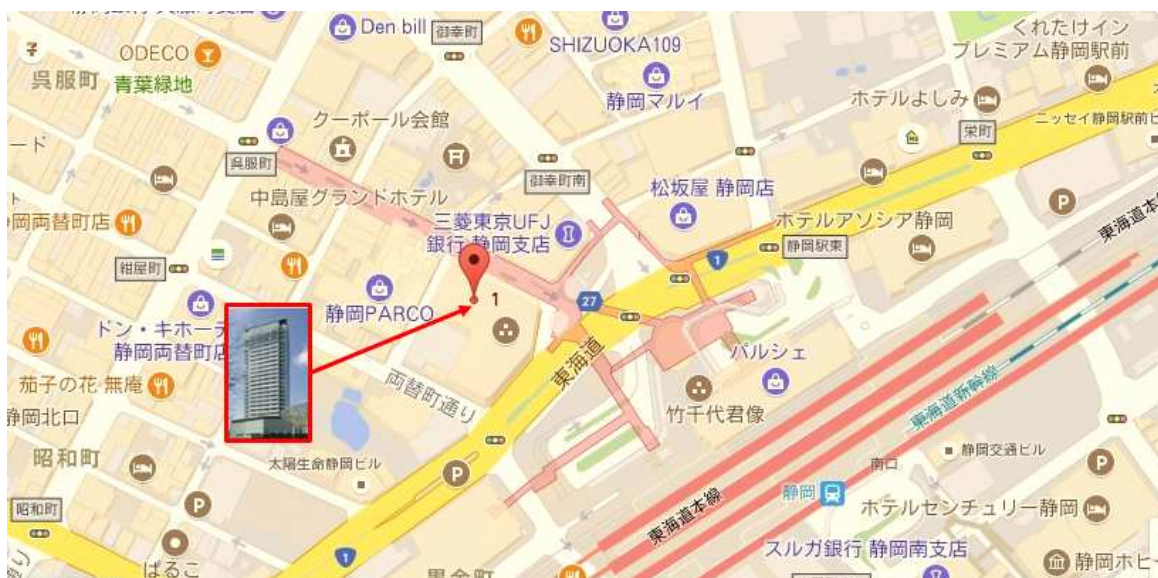 Den bill
御幸町
ODECO
SHIZUOKA109
くれたけイン
プレミアム静岡駅前
呉服町
青葉緑地
静岡マルイ
ホテルよしみ
クーポール会館
栄町
ニッセイ静岡駅前ビ
ード
呉服町
御幸町南
松坂屋 静岡店
中島屋グランドホテル
岡両替町店
三菱東京UFJ
銀行 静岡支店
ホテルアソシア静岡
静岡駅東
東海道本線
紺屋町
1
1
27
静岡PARCO
ドン・キホーテ
静岡両替町店
東海道
パルシェ
茄子の花 無庵
両替町通り
竹千代君像
東海道新幹線
静岡北口
昭和町
太陽生命静岡ビル
P
P
P
P
南口
静岡交通ビル
静岡
昭和町
東海道本線
ホテルセンチュリー静岡
1
スルガ銀行 静岡南支店
ぱるこ
黒金町
静岡ホビー